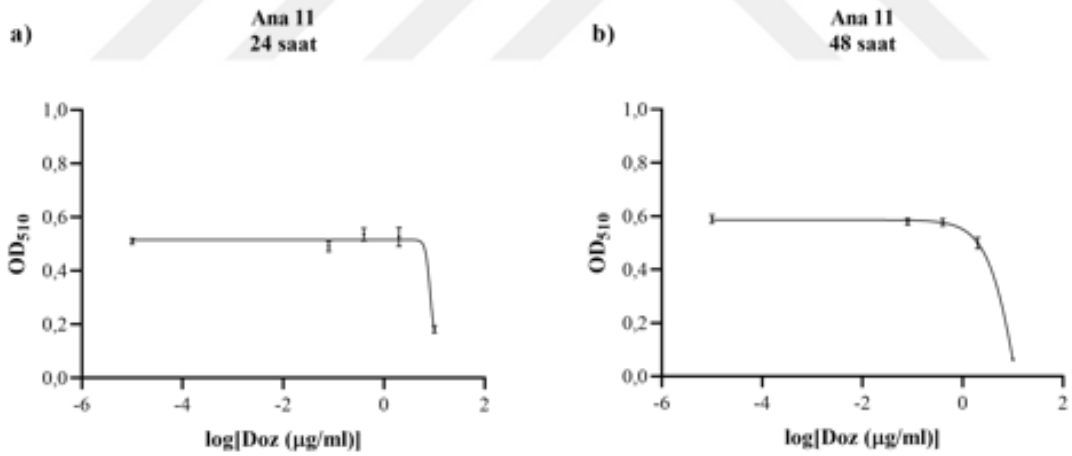 a)
Ana 11
24 saat
1,0
0,8
0,6
0,4
0,2
0,0
OD510
-6
-4
-2
0
2
log[Doz (µg/ml)]
b)
Ana 11
48 saat
1,0
0,8
0,6
0,4
0,2
0,0
OD510
-6
-4
-2
0
2
log[Doz (µg/ml)]